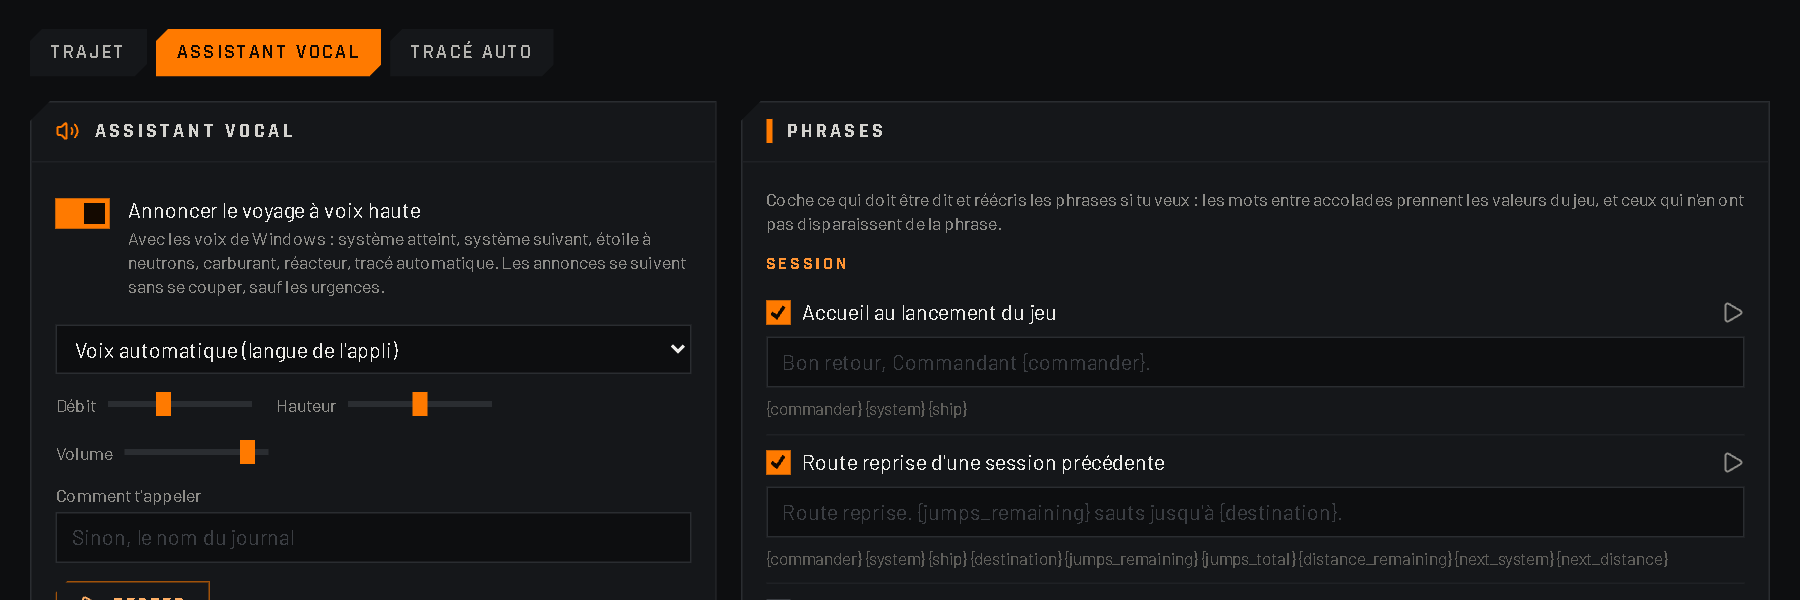 TRAJET
ASSISTANT VOCAL
TRACÉ AUTO
ASSISTANT VOCAL
Annoncer le voyage à voix haute
Avec les voix de Windows : système atteint, système suivant, étoile à
neutrons, carburant, réacteur, tracé automatique. Les annonces se suivent
sans se couper, sauf les urgences.
Voix automatique (langue de l'appli)
Débit
Hauteur
Volume
Comment t'appeler
Sinon, le nom du journal
PHRASES
Coche ce qui doit être dit et réécris les phrases si tu veux : les mots entre accolades prennent les valeurs du jeu, et ceux qui n'en ont
pas disparaissent de la phrase.
SESSION
Accueil au lancement du jeu
Bon retour, Commandant {commander}.
{commander} {system} {ship}
Route reprise d'une session précédente
Route reprise. {jumps_remaining} sauts jusqu'à {destination}.
{commander} {system} {ship} {destination} {jumps_remaining} {jumps_total} {distance_remaining} {next_system} {next_distance}